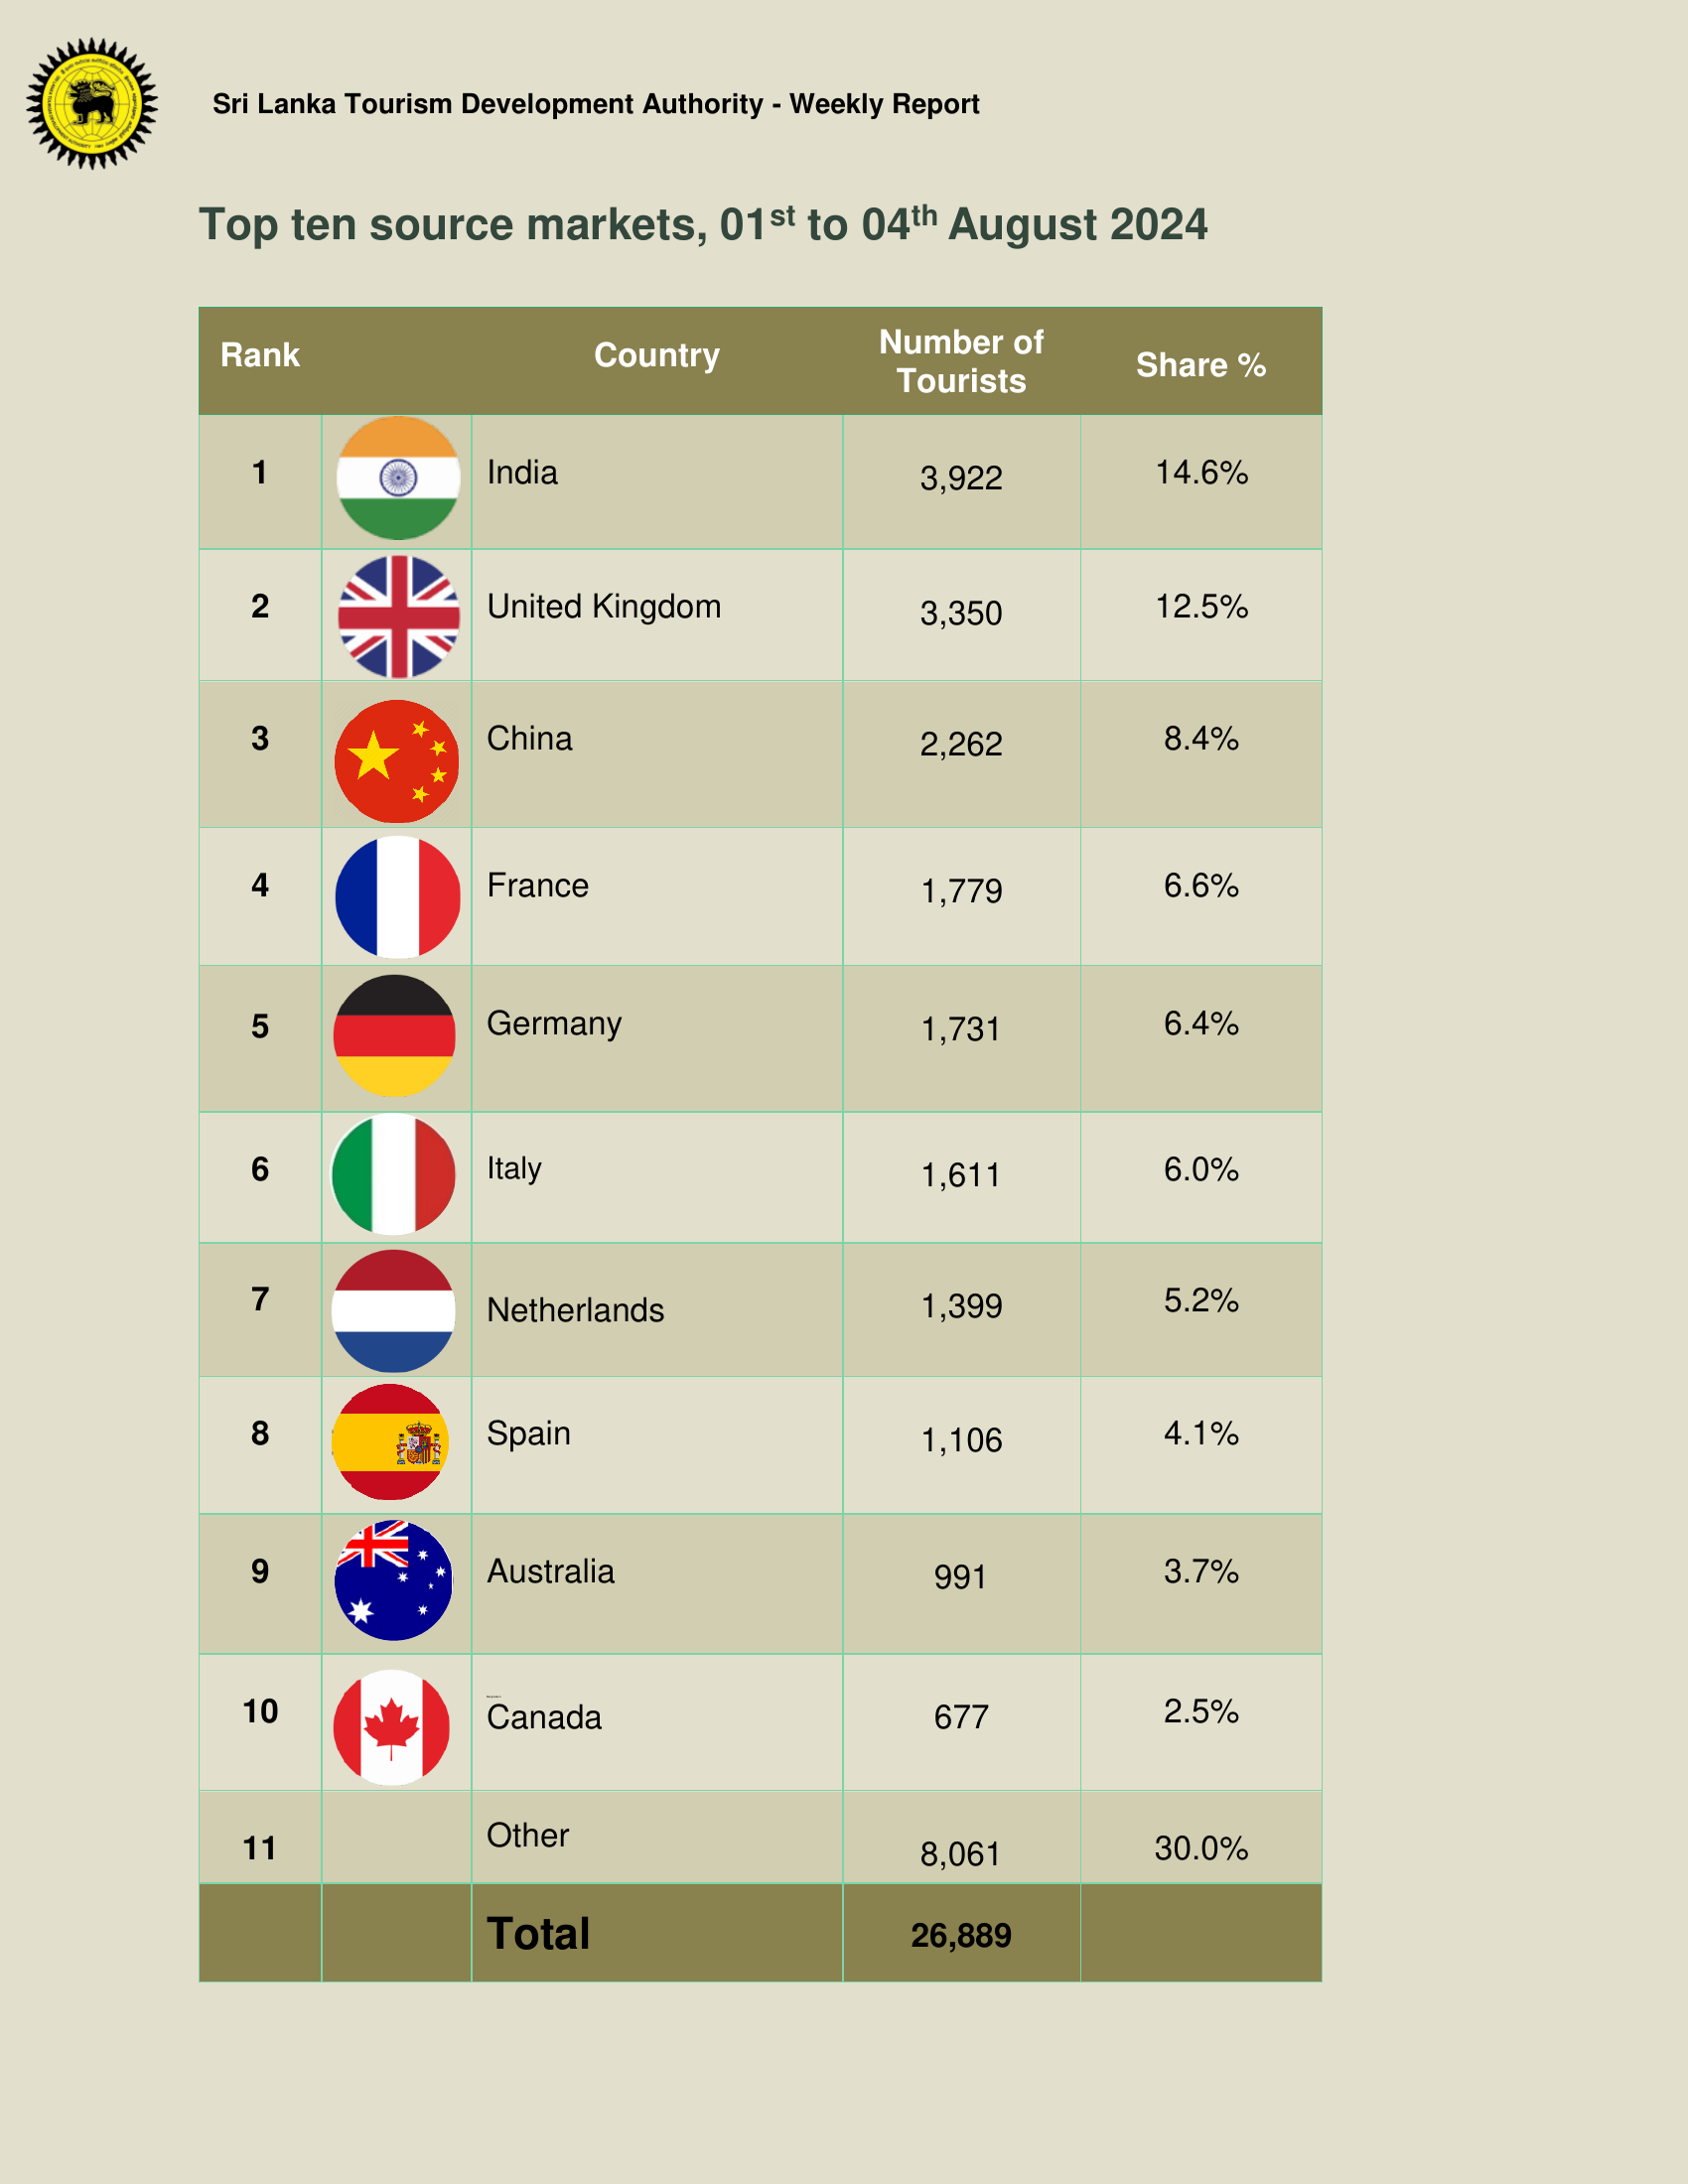 Sri Lanka Tourism Development Authority - Weekly Report
Top ten source markets, 01st to 04th August 2024
Rank Country Number of Tourists Share %
1 India 3,922 14.6%
2 United Kingdom 3,350 12.5%
3 China 2,262 8.4%
4 France 1,779 6.6%
5 Germany 1,731 6.4%
6 Italy 1,611 6.0%
7 Netherlands 1,399 5.2%
8 Spain 1,106 4.1%
9 Australia 991 3.7%
10 Canada 677 2.5%
11 Other 8,061 30.0%
Total 26,889